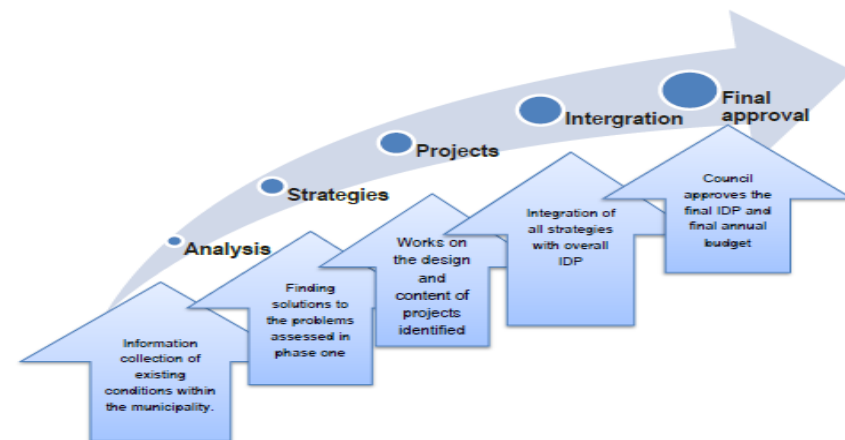 Final
approval
Intergration
Projects
Strategies
Analysis
Council
approves the
final IDP and
final annual
budget
Integration of
all strategies
with overall
IDP
Works on
the design
and
content of
projects
identified
Finding
solutions to
the problems
assessed in
phase one
Information
collection of
existing
conditions within
the municipality.